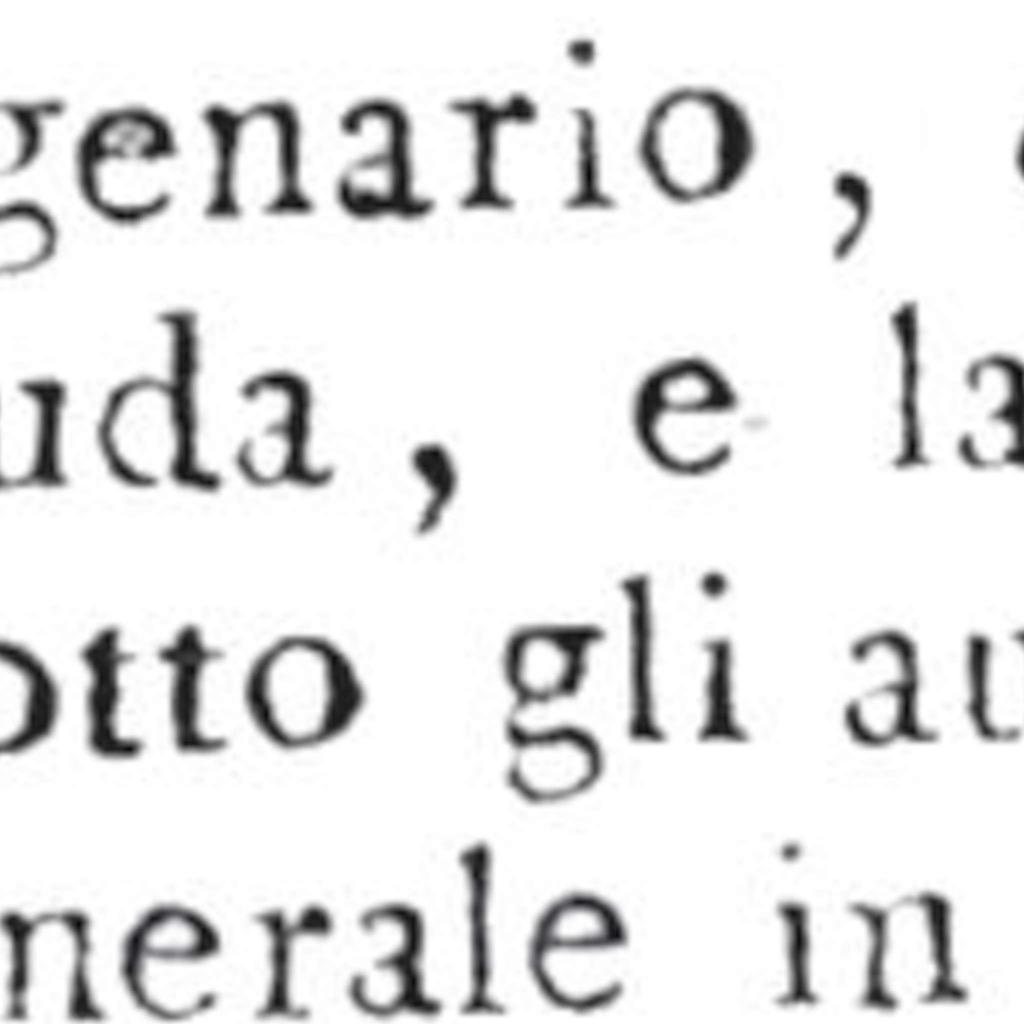 genario ,
uda , e la
otto gli au
nerale in